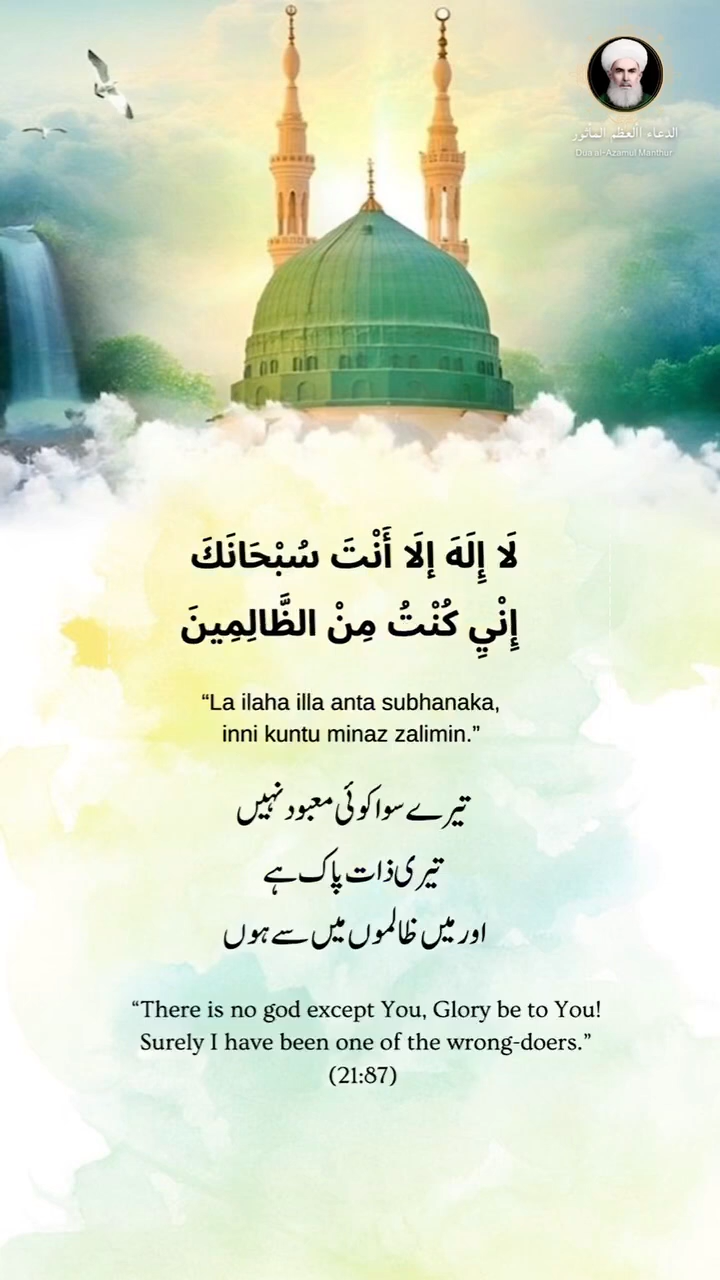 الدعاء الأعظم المأثور
Dua al-Azamul Manthur
لَا إِلَهَ إلَا أَنْتَ سُبْحَانَكَ
إِنْيِ كُنْتُ مِنْ الظَّالِمِينَ
“La ilaha illa anta subhanaka,
inni kuntu minaz zalimin.”
تیرے سوا کوئی معبود نہیں
تیری ذات پاک ہے
اور میں ظالموں میں سے ہوں
“There is no god except You, Glory be to You!
Surely I have been one of the wrong-doers.”
(21:87)